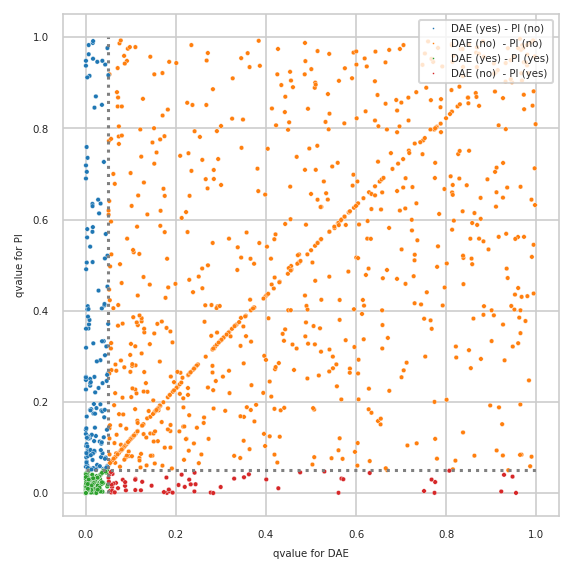 DAE (yes) - PI (no)
DAE (no) - PI (no)
DAE (yes) - PI (yes)
DAE (no) - PI (yes)
1.0
0.8
0.6
0.4
0.2
0.0
qvalue for PI
0.0 0.2 0.4 0.6 0.8 1.0
qvalue for DAE